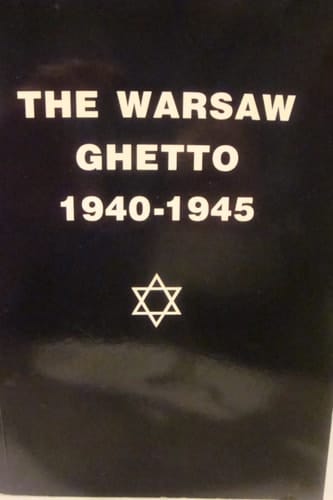 THE WARSAW
GHETTO
1940-1945